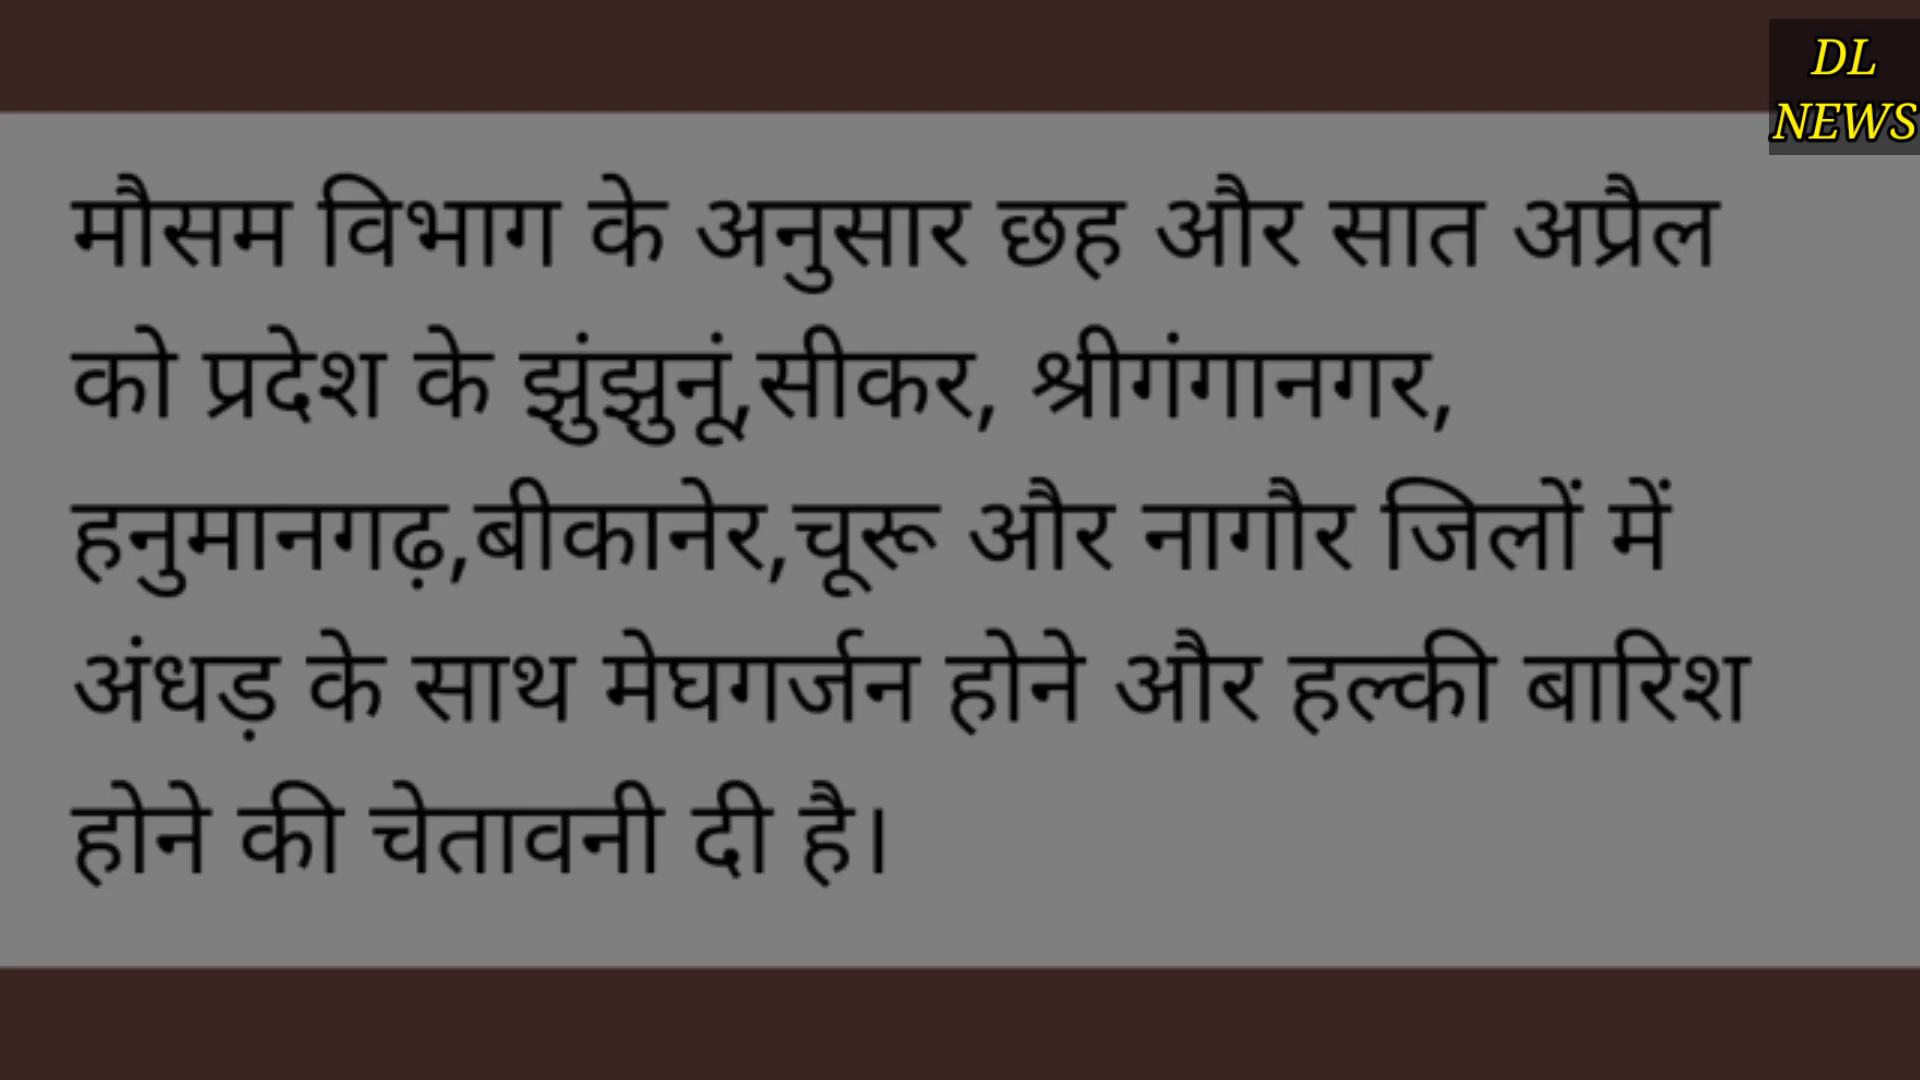 DL
NEWS
मौसम विभाग के अनुसार छह और सात अप्रैल
को प्रदेश के झुंझुनूं,सीकर, श्रीगंगानगर,
हनुमानगढ़,बीकानेर,चूरू और नागौर जिलों में
अंधड़ के साथ मेघगर्जन होने और हल्की बारिश
होने की चेतावनी दी है।